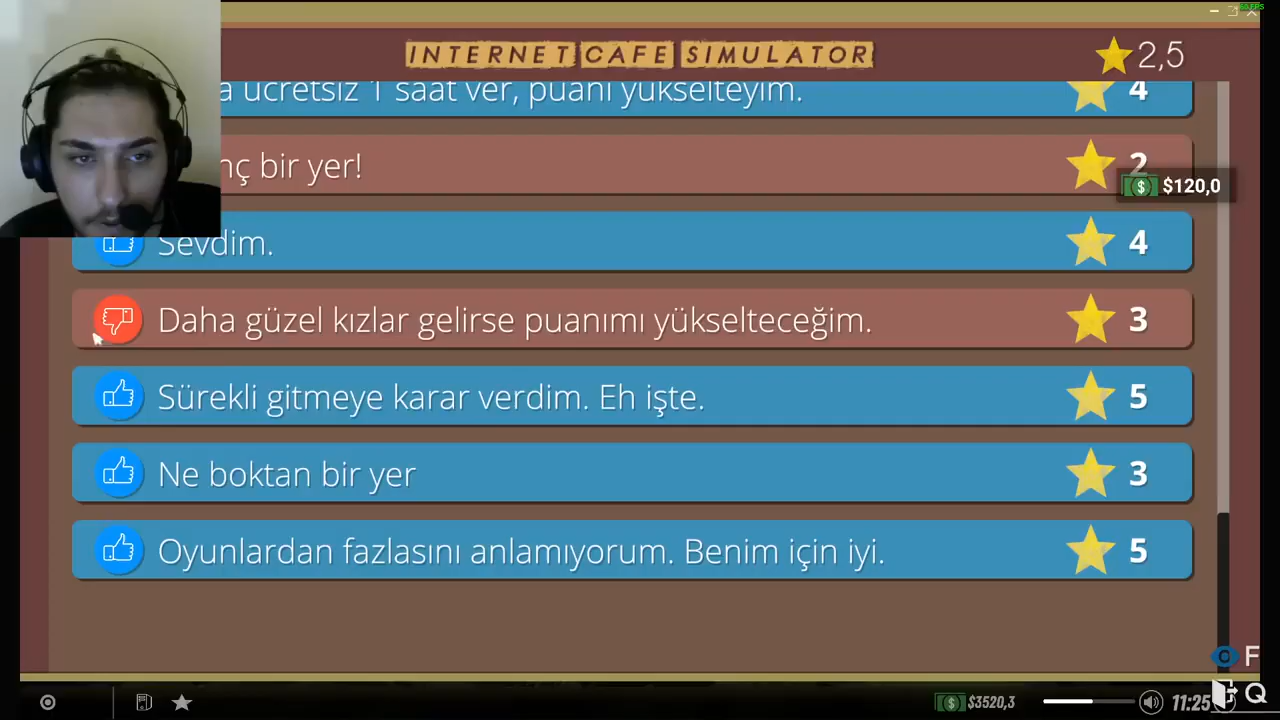 63 FPS
INTERNET CAFE SIMULATOR
2,5
a ücretsiz 1 saat ver, puanı yükselteyim.
4
bir yer!
2
$120,0
Sevdim.
4
Daha güzel kızlar gelirse puanımı yükselteceğim.
3
Sürekli gitmeye karar verdim. Eh işte.
5
Ne boktan bir yer
3
Oyunlardan fazlasını anlamıyorum. Benim için iyi.
5
F
$3520,3
11:25
Q